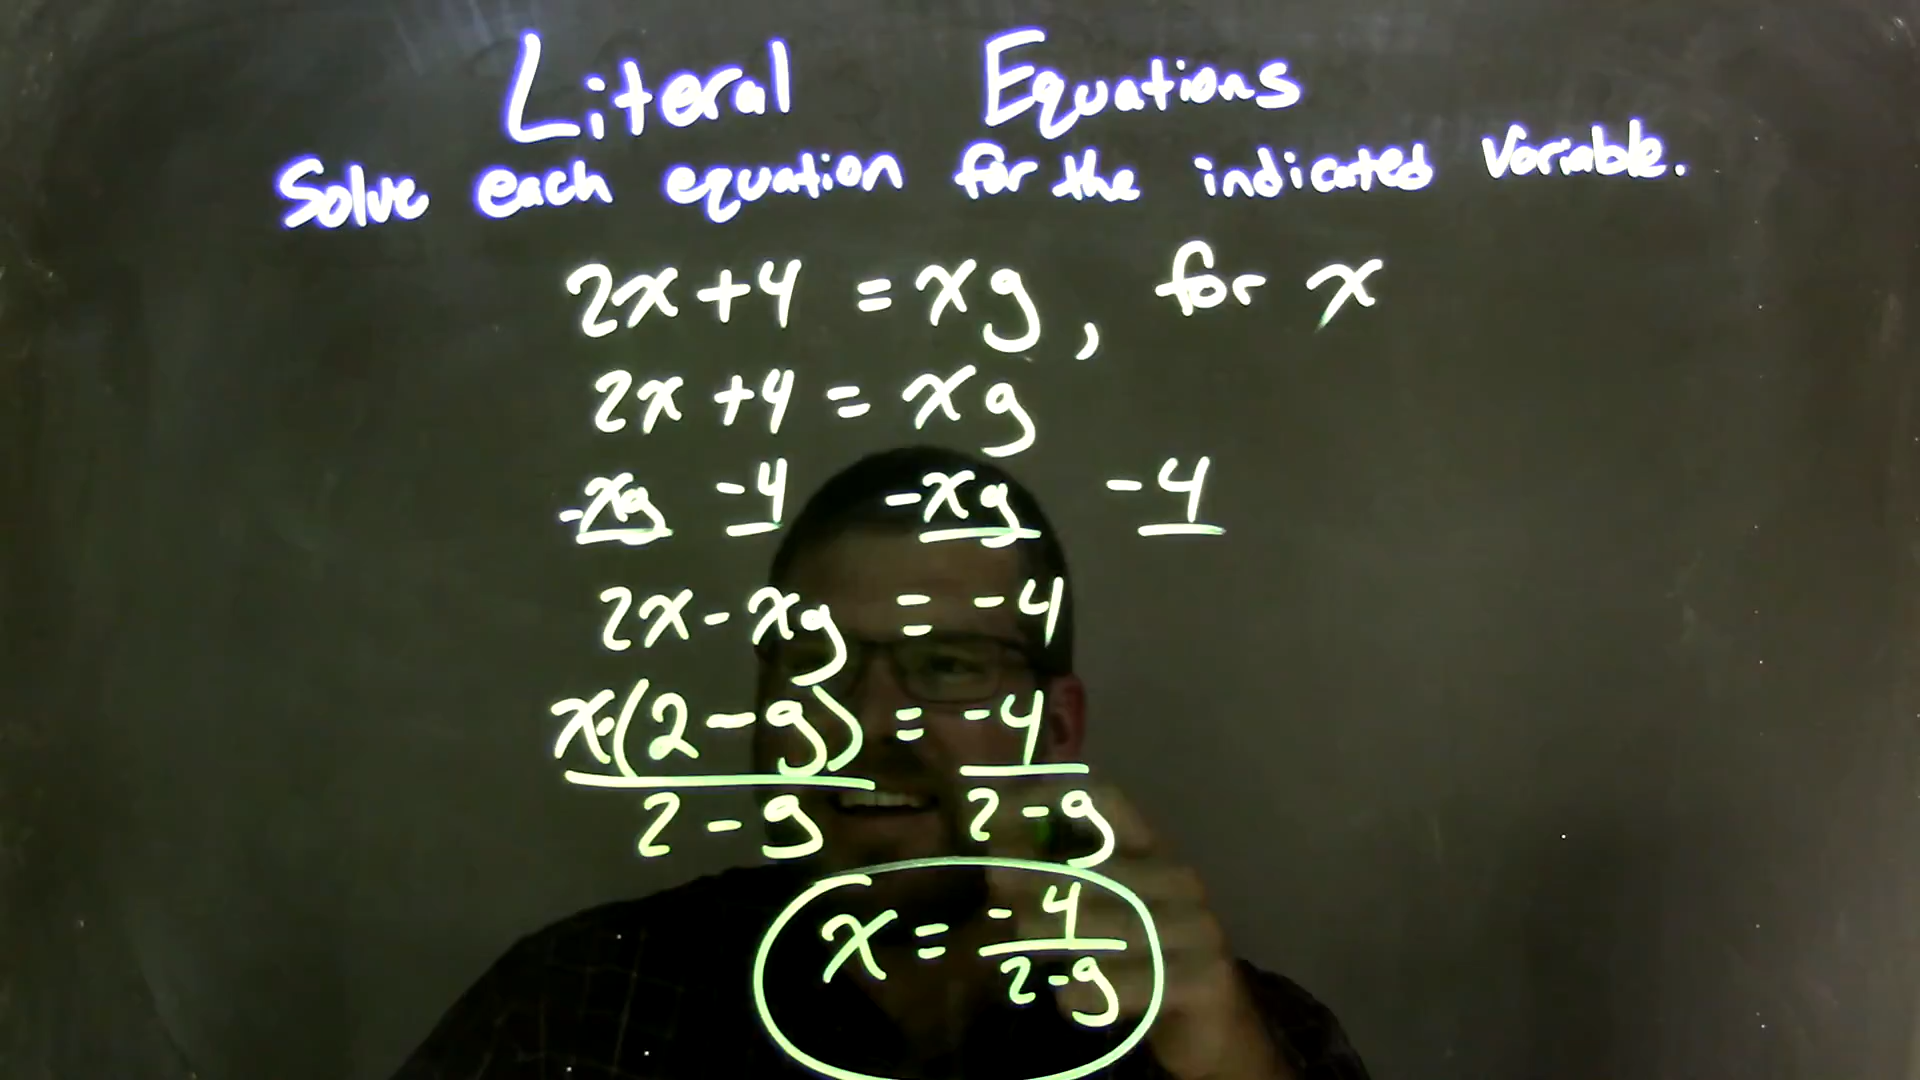 Literal Equations
Solve each equation for the indicated variable.
2x+4 = xg, for x
2x +4 = xg
-xg -4 -xg -4
2x - xg = -4
x·(2-g) = -4
2-g 2-g
x = -4
2-g